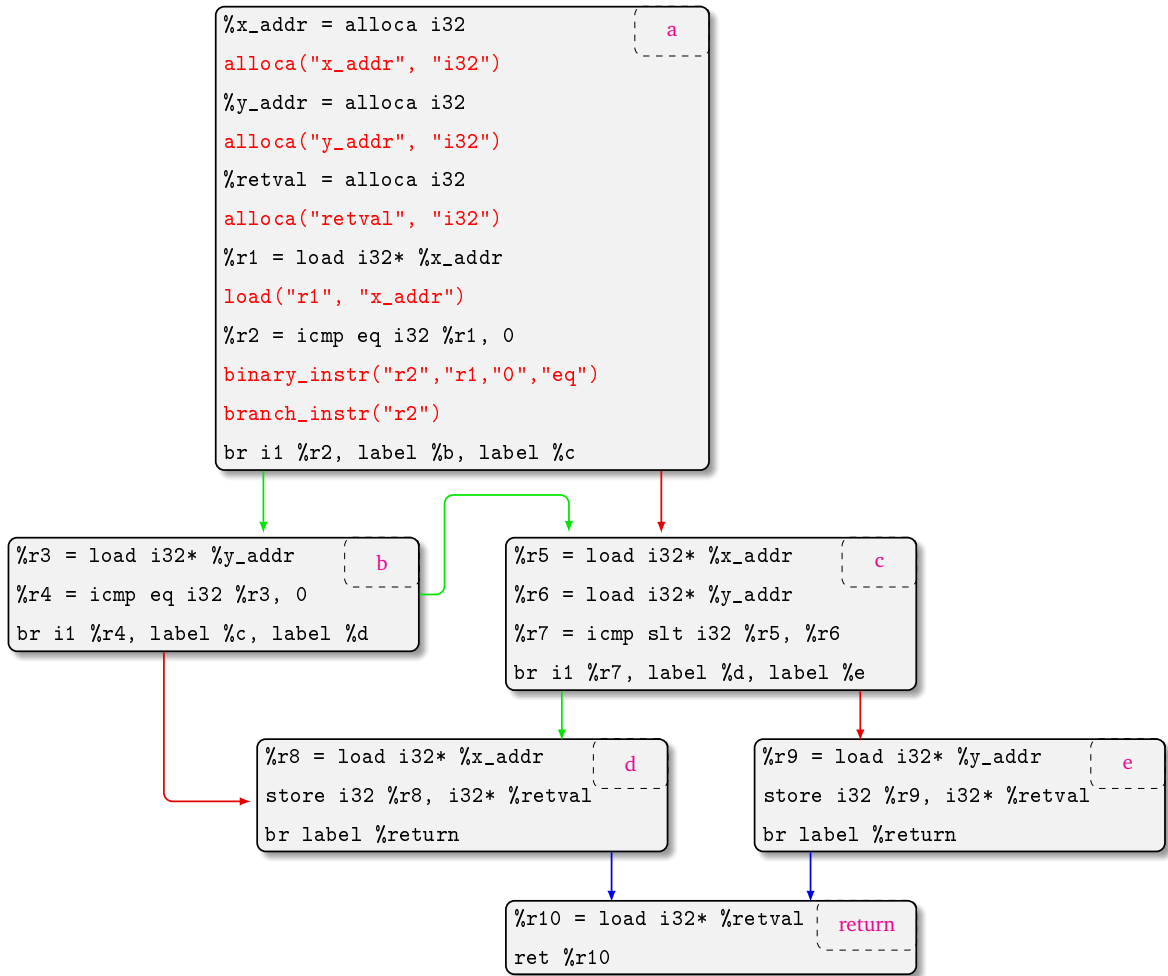 %x_addr = alloca i32
a
alloca("x_addr", "i32")
%y_addr = alloca i32
alloca("y_addr", "i32")
%retval = alloca i32
alloca("retval", "i32")
%r1 = load i32* %x_addr
load("r1", "x_addr")
%r2 = icmp eq i32 %r1, 0
binary_instr("r2","r1,"0","eq")
branch_instr("r2")
br i1 %r2, label %b, label %c
%r3 = load i32* %y_addr
b
%r4 = icmp eq i32 %r3, 0
br i1 %r4, label %c, label %d
%r5 = load i32* %x_addr
c
%r6 = load i32* %y_addr
%r7 = icmp slt i32 %r5, %r6
br i1 %r7, label %d, label %e
%r8 = load i32* %x_addr
d
store i32 %r8, i32* %retval
br label %return
%r9 = load i32* %y_addr
e
store i32 %r9, i32* %retval
br label %return
%r10 = load i32* %retval
return
ret %r10